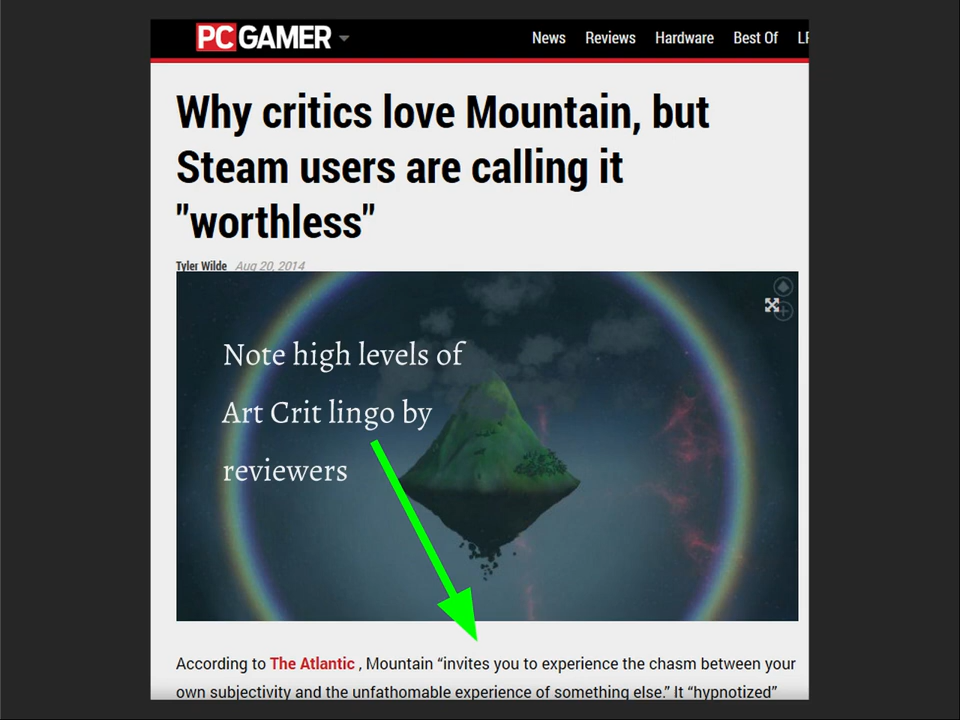 PC GAMER
News Reviews Hardware Best Of
Why critics love Mountain, but
Steam users are calling it
"worthless"
Tyler Wilde Aug 20, 2014
Note high levels of
Art Crit lingo by
reviewers
According to The Atlantic , Mountain “invites you to experience the chasm between your
own subjectivity and the unfathomable experience of something else.” It “hypnotized”